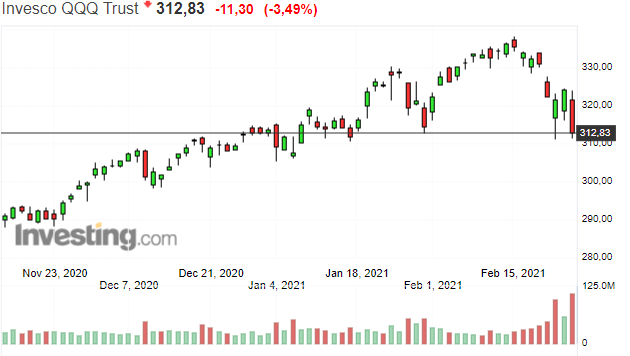 Invesco QQQ Trust 312,83 -11,30 (-3,49%)
330,00
320,00
312,83
310,00
300,00
290,00
280,00
Investing.com
Nov 23, 2020 Dec 21, 2020 Jan 18, 2021 Feb 15, 2021
Dec 7, 2020 Jan 4, 2021 Feb 1, 2021
125.0M
0